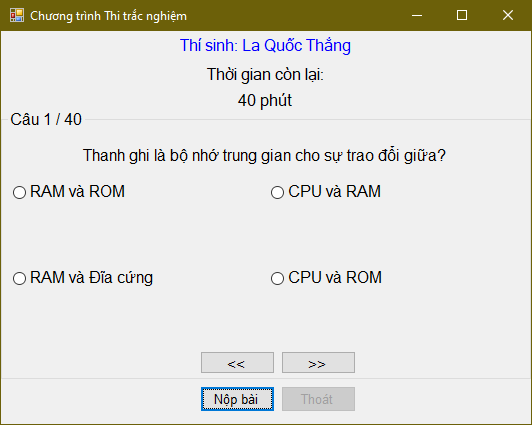 Chương trình Thi trắc nghiệm
Thí sinh: La Quốc Thắng
Thời gian còn lại:
40 phút
Câu 1 / 40
Thanh ghi là bộ nhớ trung gian cho sự trao đổi giữa?
RAM và ROM
CPU và RAM
RAM và Đĩa cứng
CPU và ROM
<<
>>
Nộp bài
Thoát